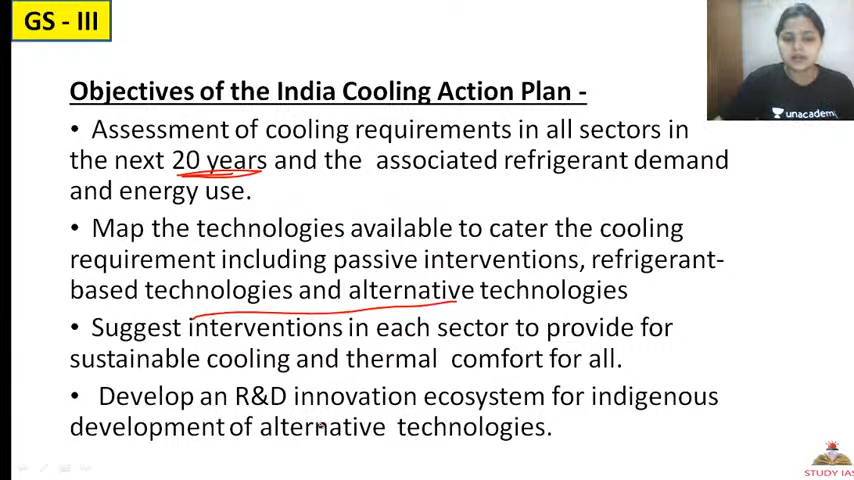 GS - III
Objectives of the India Cooling Action Plan -
• Assessment of cooling requirements in all sectors in
the next 20 years and the associated refrigerant demand
and energy use.
• Map the technologies available to cater the cooling
requirement including passive interventions, refrigerant-
based technologies and alternative technologies
• Suggest interventions in each sector to provide for
sustainable cooling and thermal comfort for all.
• Develop an R&D innovation ecosystem for indigenous
development of alternative technologies.
unacademy
STUDY IAS